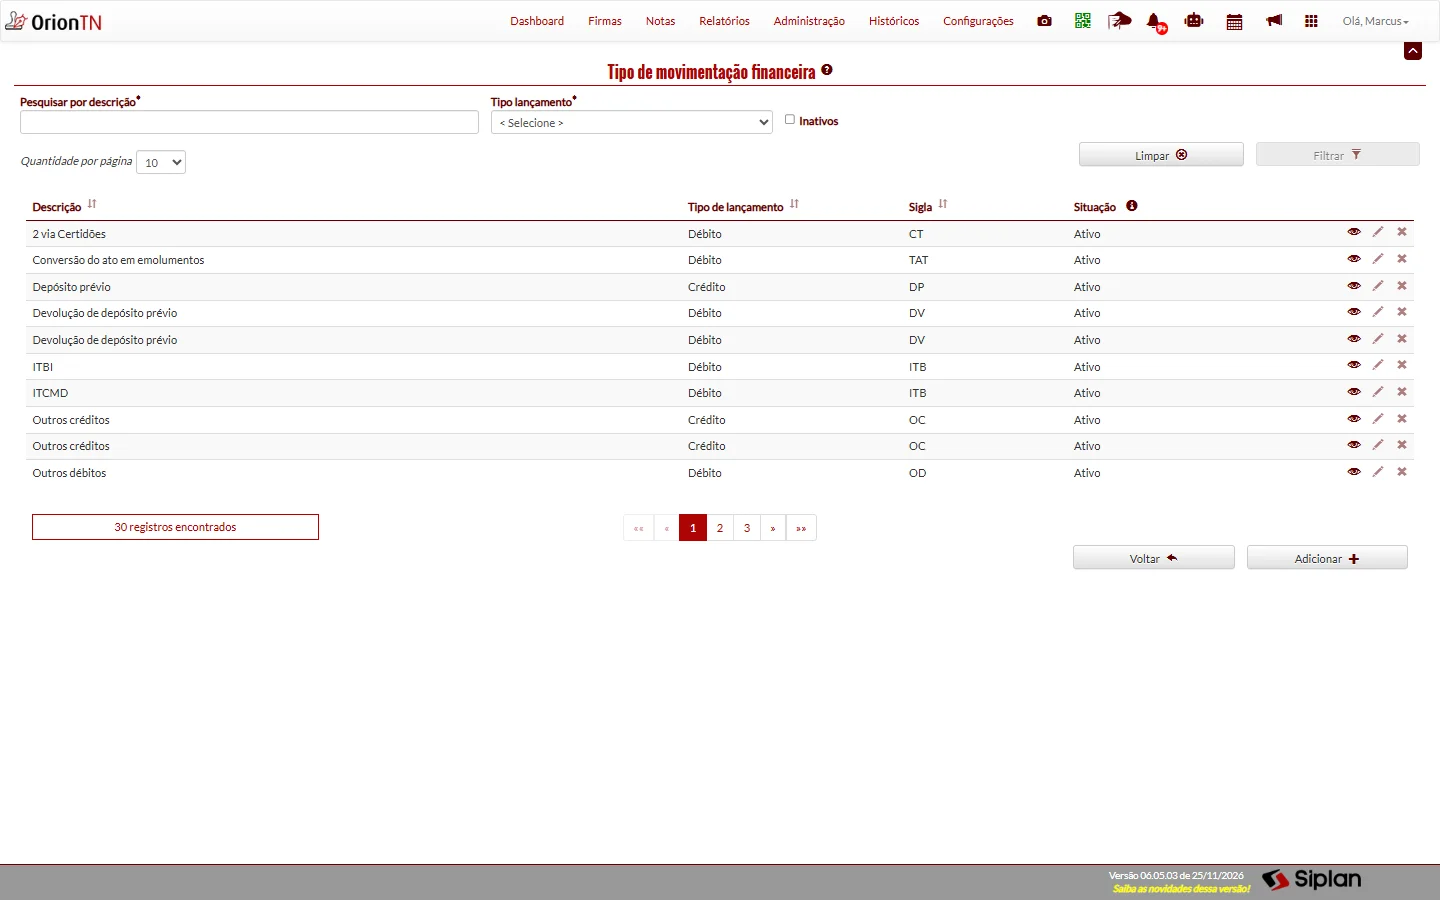 OrionTN Dashboard Firmas Notas Relatórios Administração Históricos Configurações 9+ Olá, Marcus
Tipo de movimentação financeira
Pesquisar por descrição* Tipo lançamento*
< Selecione > Inativos
Quantidade por página 10 Limpar Filtrar
Descrição Tipo de lançamento Sigla Situação
2 via Certidões Débito CT Ativo
Conversão do ato em emolumentos Débito TAT Ativo
Depósito prévio Crédito DP Ativo
Devolução de depósito prévio Débito DV Ativo
Devolução de depósito prévio Débito DV Ativo
ITBI Débito ITB Ativo
ITCMD Débito ITB Ativo
Outros créditos Crédito OC Ativo
Outros créditos Crédito OC Ativo
Outros débitos Débito OD Ativo
30 registros encontrados «« « 1 2 3 » »»
Voltar Adicionar
Versão 06.05.03 de 25/11/2026
Saiba as novidades dessa versão!
Siplan